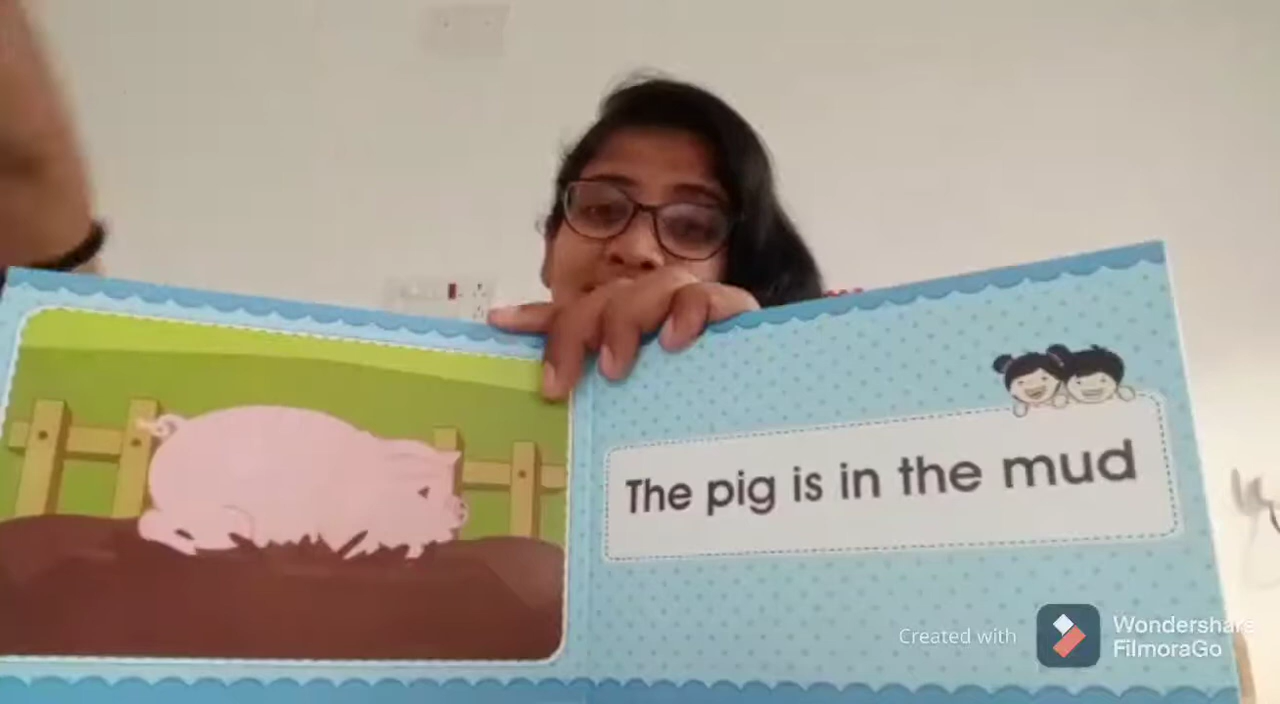 The pig is in the mud
Created with
Wondershare
FilmoraGo